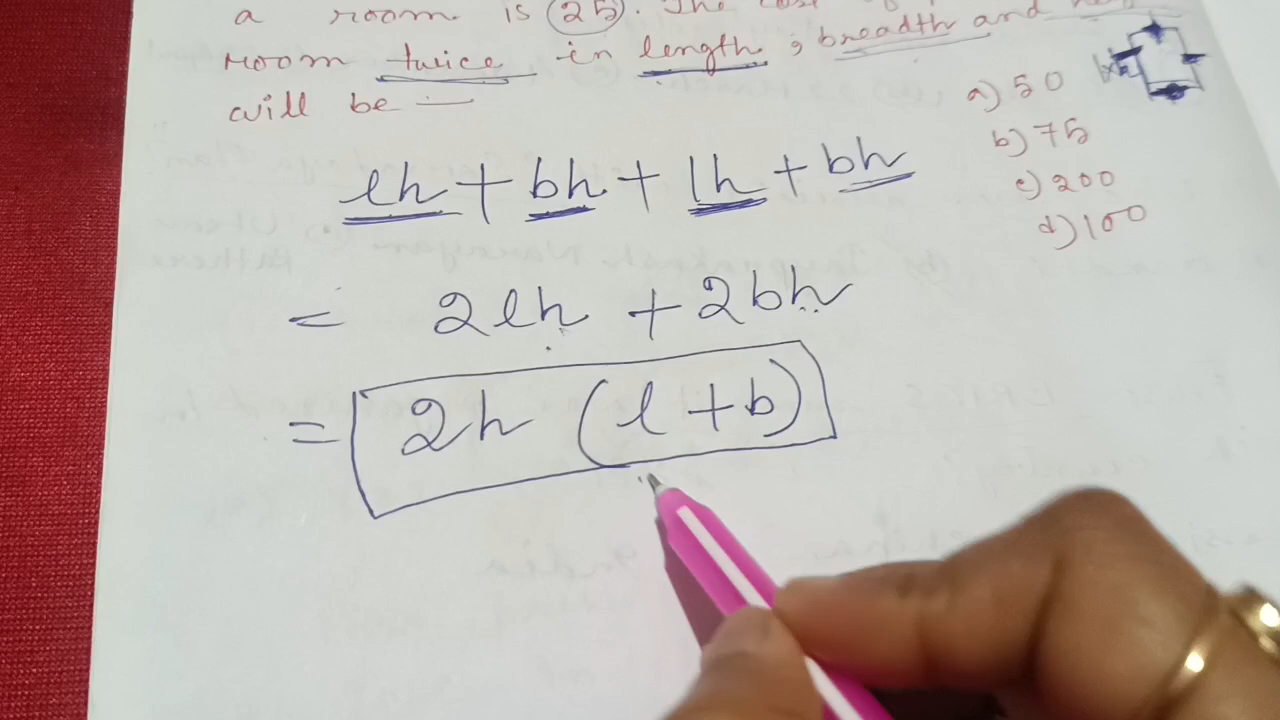 a room is 25. The cost of
room twice in length, breadth and
will be —
a) 50
b) 75
c) 200
d) 100
lh + bh + lh + bh
= 2lh + 2bh
= 2h (l + b)